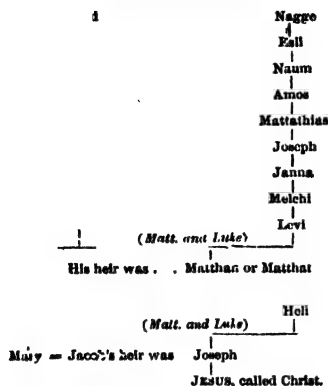 Nagge
Esli
Naum
Amos
Mattathias
Joseph
Janna
Melchi
Levi
(Matt. and Luke)
His heir was . . Matthan or Matthat
Heli
(Matt. and Luke)
Mary = Jacob's heir was Joseph
JESUS, called Christ.